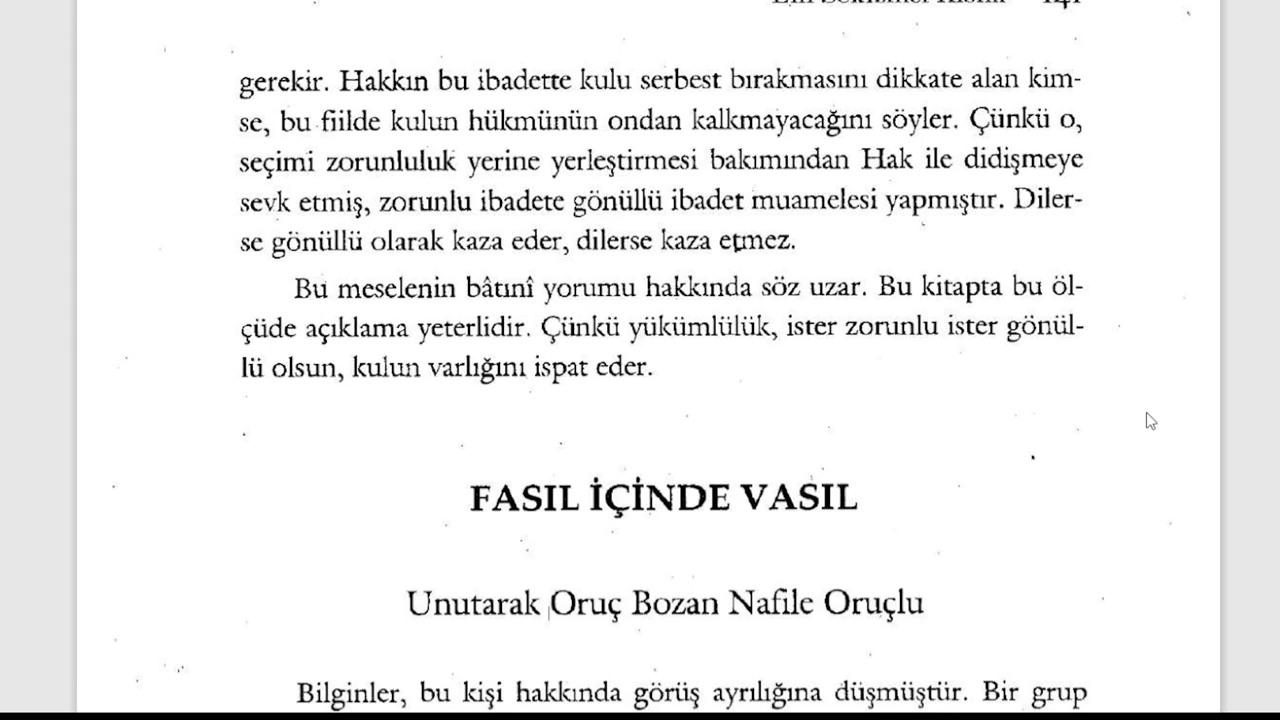 gerekir. Hakkın bu ibadette kulu serbest bırakmasını dikkate alan kim-
se, bu fiilde kulun hükmünün ondan kalkmayacağını söyler. Çünkü o,
seçimi zorunluluk yerine yerleştirmesi bakımından Hak ile didişmeye
sevk etmiş, zorunlu ibadete gönüllü ibadet muamelesi yapmıştır. Diler-
se gönüllü olarak kaza eder, dilerse kaza etmez.
Bu meselenin bâtınî yorumu hakkında söz uzar. Bu kitapta bu öl-
çüde açıklama yeterlidir. Çünkü yükümlülük, ister zorunlu ister gönül-
lü olsun, kulun varlığını ispat eder.
FASIL İÇİNDE VASIL
Unutarak Oruç Bozan Nafile Oruçlu
Bilginler, bu kişi hakkında görüş ayrılığına düşmüştür. Bir grup